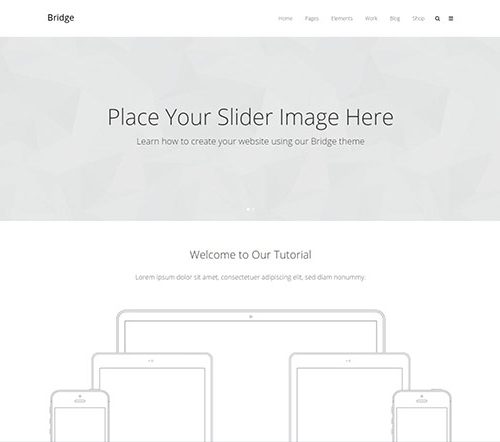 Bridge
Home Pages Elements Work Blog Shop
Place Your Slider Image Here
Learn how to create your website using our Bridge theme
Welcome to Our Tutorial
Lorem ipsum dolor sit amet, consectetuer adipiscing elit, sed diam nonummy.